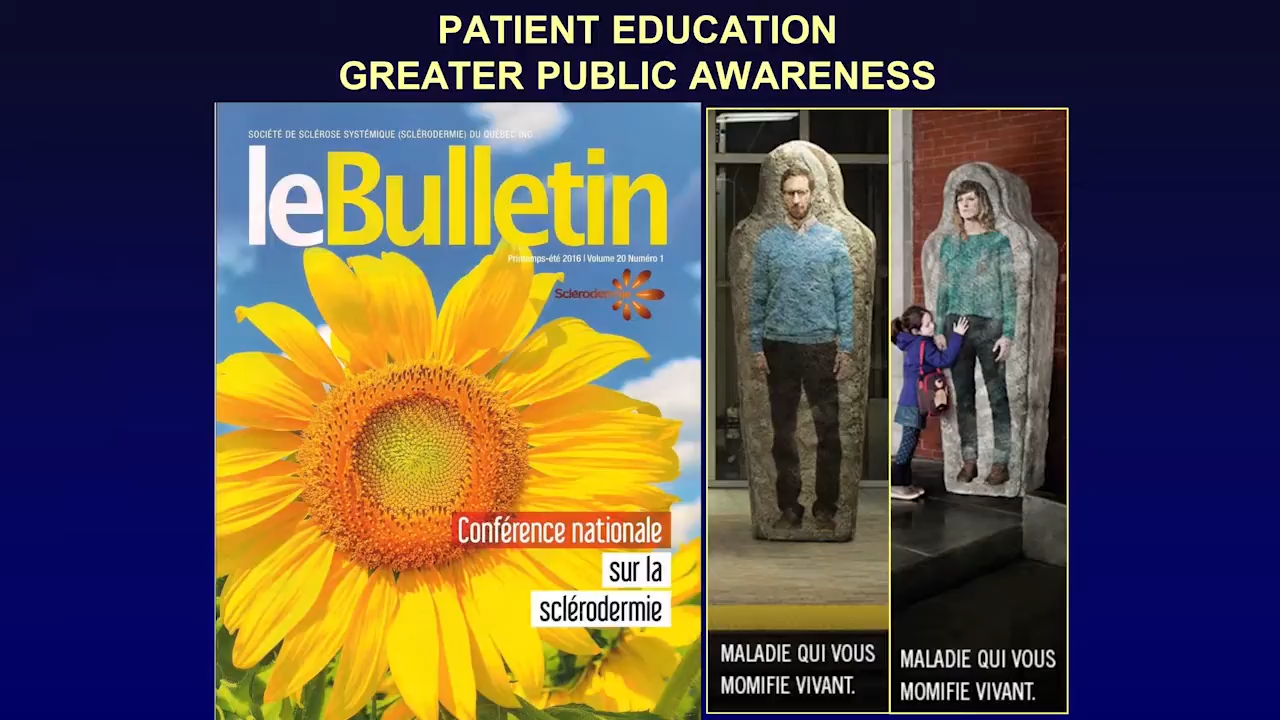 PATIENT EDUCATION
GREATER PUBLIC AWARENESS
SOCIÉTÉ DE SCLÉROSE SYSTÉMIQUE (SCLÉRODERMIE) DU QUÉBEC INC.
leBulletin
Printemps-été 2016 | Volume 20 Numéro 1
Sclérodermie
Conférence nationale
sur la
sclérodermie
MALADIE QUI VOUS
MOMIFIE VIVANT.
MALADIE QUI VOUS
MOMIFIE VIVANT.